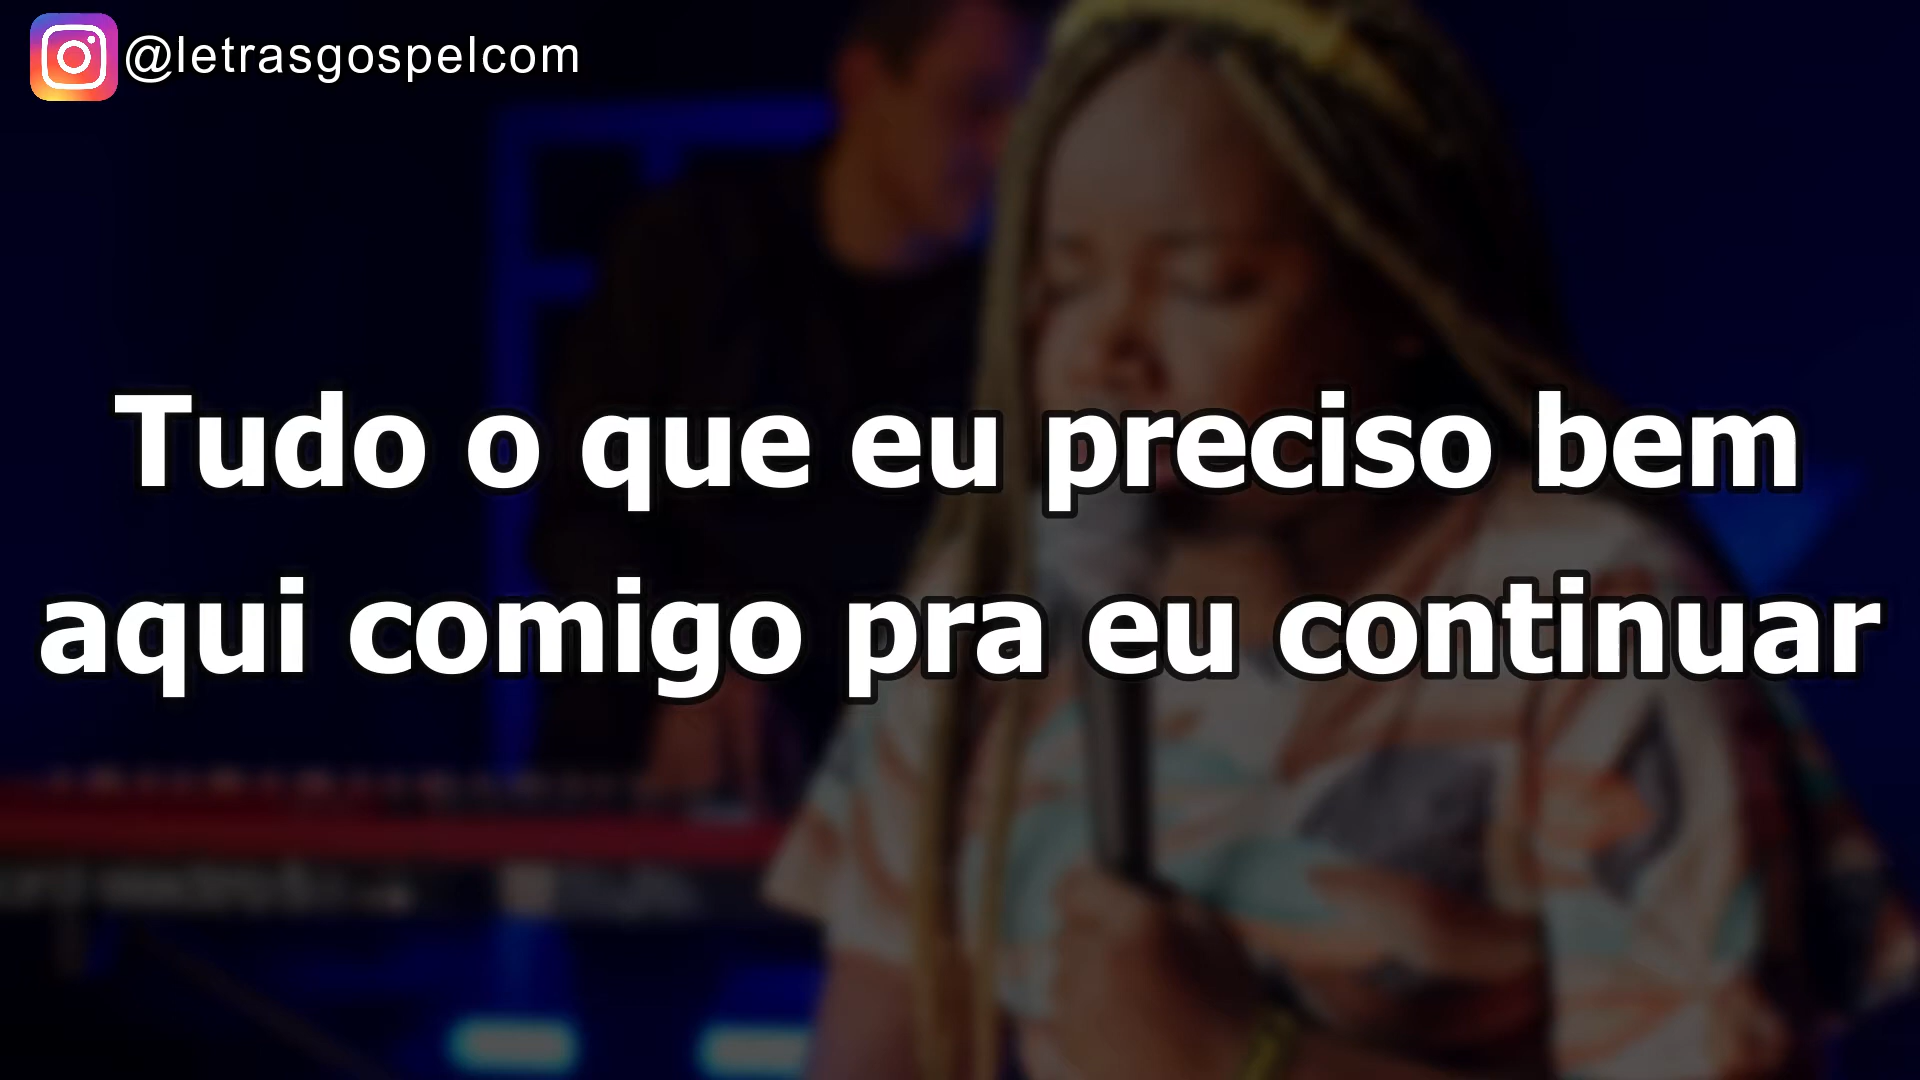 @letrasgospelcom
Tudo o que eu preciso bem
aqui comigo pra eu continuar